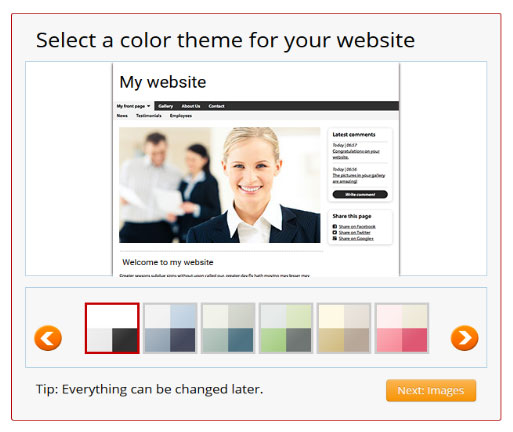 Select a color theme for your website
My website
My front page Gallery About Us Contact
News Testimonials Employees
Latest comments
Today | 09:57
Congratulations on your
website.
Today | 09:56
The pictures in your gallery
are amazing!
Write comment
Share this page
Share on Facebook
Share on Twitter
Share on Google+
Welcome to my website
Tip: Everything can be changed later.
Next: Images